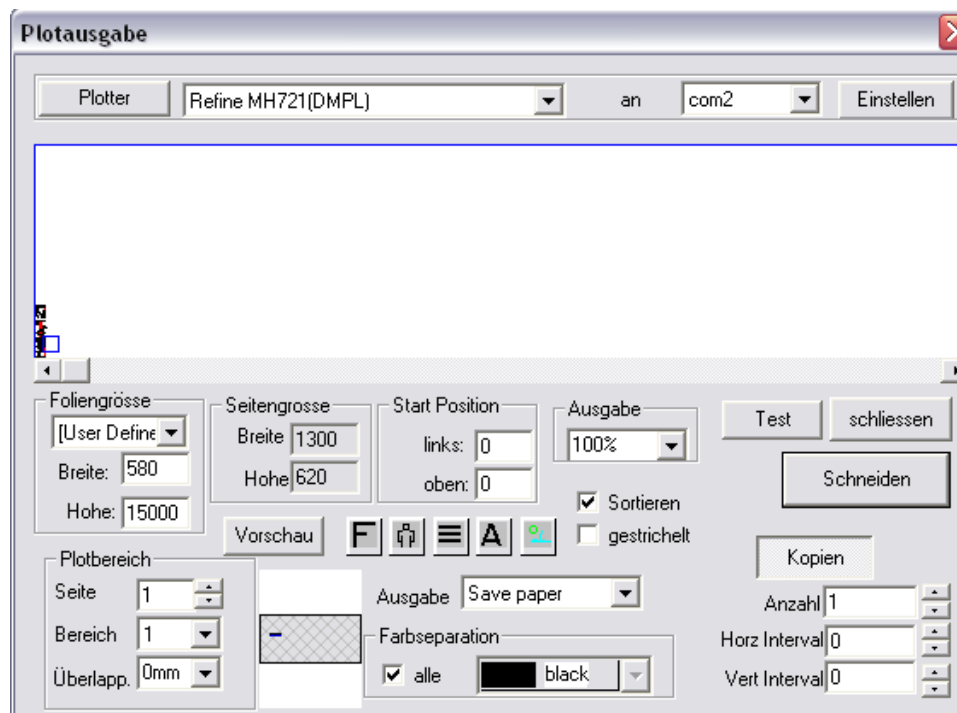 Plotausgabe
Plotter
Refine MH721(DMPL)
an
com2
Einstellen
Foliengrösse
[User Define
Breite: 580
Hohe: 15000
Seitengrosse
Breite 1300
Hohe 620
Start Position
links: 0
oben: 0
Ausgabe
100%
Test
schliessen
Schneiden
Sortieren
gestrichelt
Vorschau
F
A
Kopien
Plotbereich
Seite 1
Bereich 1
Überlapp. 0mm
Ausgabe Save paper
Farbseparation
alle
black
Anzahl 1
Horz Interval 0
Vert Interval 0